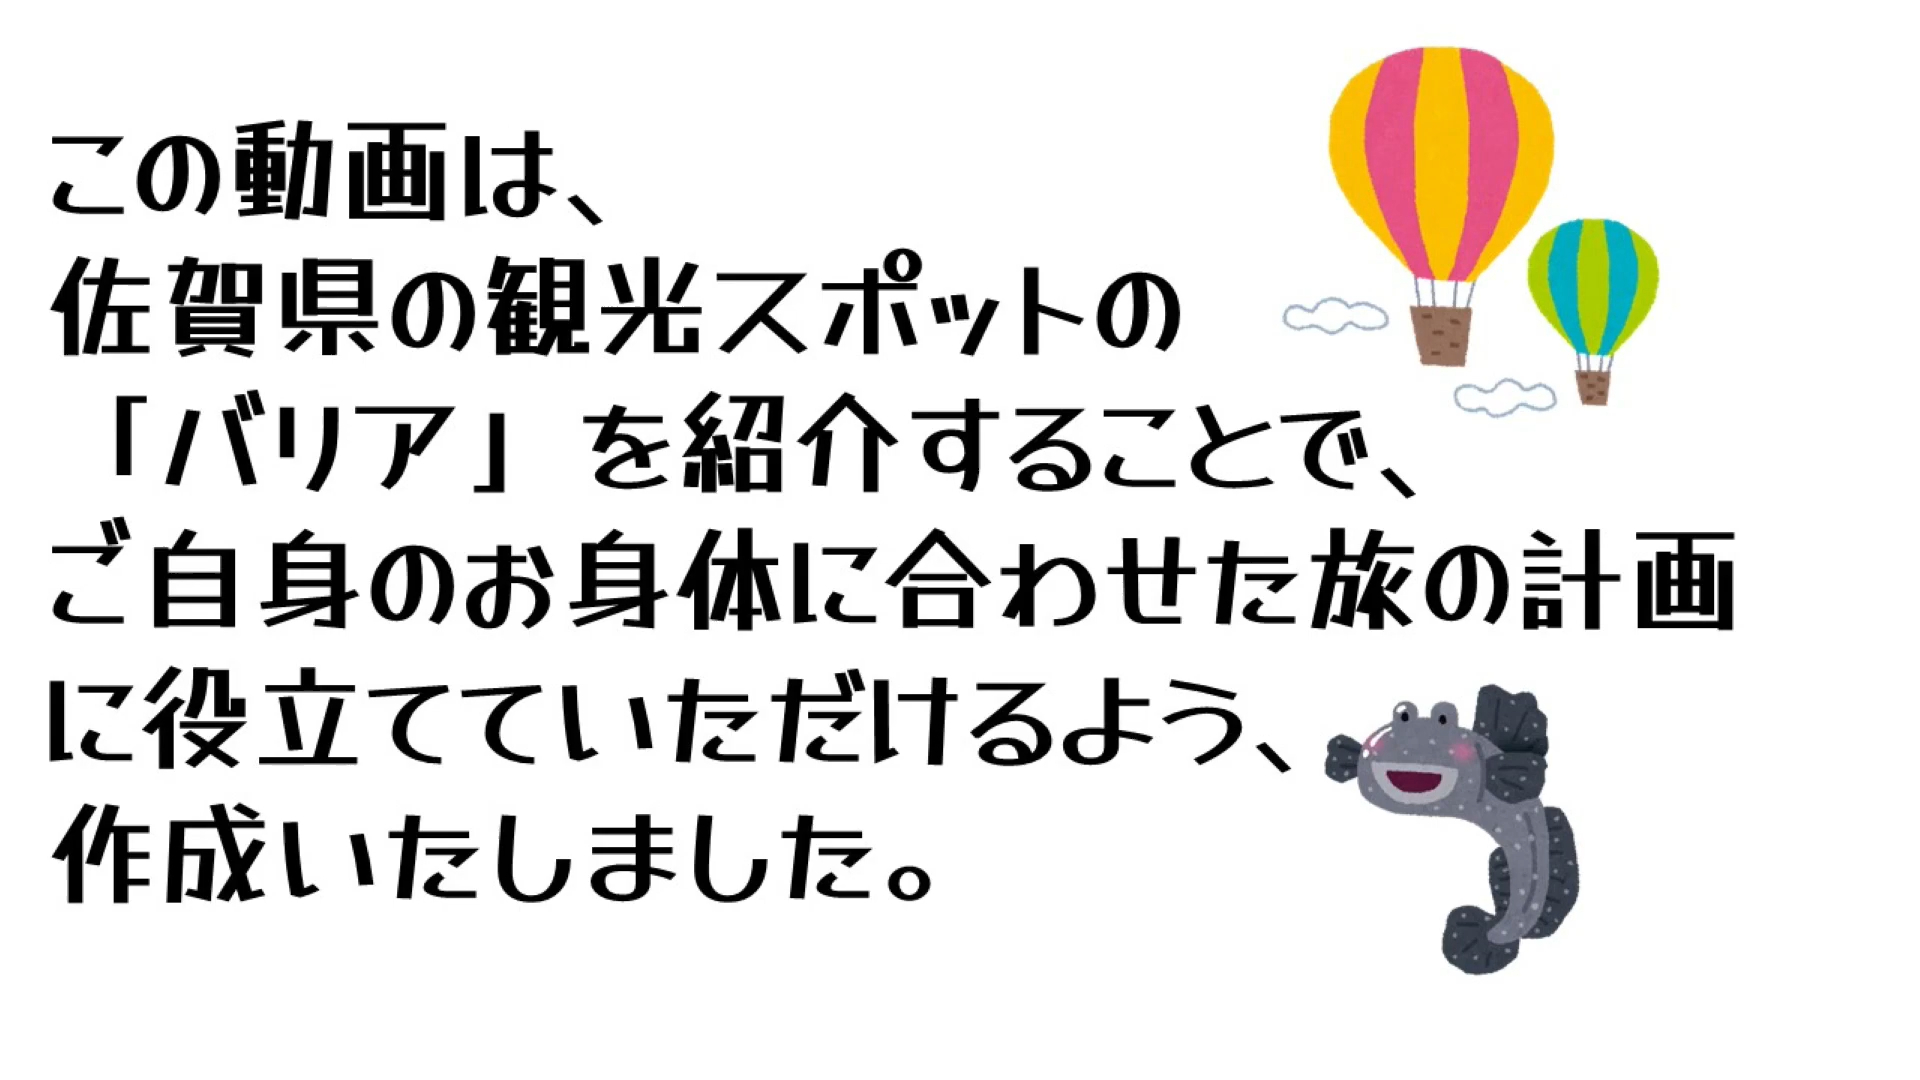 この動画は、
佐賀県の観光スポットの
「バリア」を紹介することで、
ご自身のお身体に合わせた旅の計画
に役立てていただけるよう、
作成いたしました。